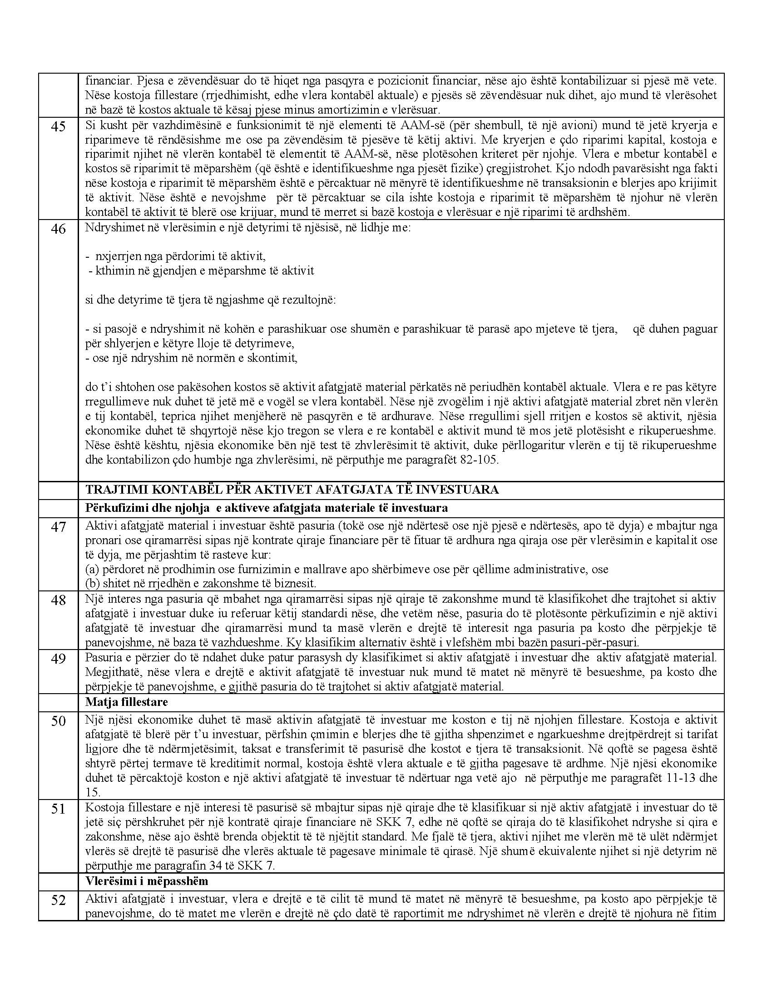 financiar. Pjesa e zëvendësuar do të hiqet nga pasqyra e pozicionit financiar, nëse ajo është kontabilizuar si pjesë më vete.
Nëse kostoja fillestare (rrjedhimisht, edhe vlera kontabël aktuale) e pjesës së zëvendësuar nuk dihet, ajo mund të vlerësohet
në bazë të kostos aktuale të kësaj pjese minus amortizimin e vlerësuar.
45 Si kusht për vazhdimësinë e funksionimit të një elementi të AAM-së (për shembull, të një avioni) mund të jetë kryerja e
riparimeve të rëndësishme me ose pa zëvendësim të pjesëve të këtij aktivi. Me kryerjen e çdo riparimi kapital, kostoja e
riparimit njihet në vlerën kontabël të elementit të AAM-së, nëse plotësohen kriteret për njohje. Vlera e mbetur kontabël e
kostos së riparimit të mëparshëm (që është e identifikueshme nga pjesët fizike) çregjistrohet. Kjo ndodh pavarësisht nga fakti
nëse kostoja e riparimit të mëparshëm është e përcaktuar në mënyrë të identifikueshme në transaksionin e blerjes apo krijimit
të aktivit. Nëse është e nevojshme për të përcaktuar se cila ishte kostoja e riparimit të mëparshëm të njohur në vlerën
kontabël të aktivit të blerë ose krijuar, mund të merret si bazë kostoja e vlerësuar e një riparimi të ardhshëm.
46 Ndryshimet në vlerësimin e një detyrimi të njësisë, në lidhje me:
- nxjerrjen nga përdorimi të aktivit,
- kthimin në gjendjen e mëparshme të aktivit
si dhe detyrime të tjera të ngjashme që rezultojnë:
- si pasojë e ndryshimit në kohën e parashikuar ose shumën e parashikuar të parasë apo mjeteve të tjera, që duhen paguar
për shlyerjen e këtyre lloje të detyrimeve,
- ose një ndryshim në normën e skontimit,
do t’i shtohen ose pakësohen kostos së aktivit afatgjatë material përkatës në periudhën kontabël aktuale. Vlera e re pas këtyre
rregullimeve nuk duhet të jetë më e vogël se vlera kontabël. Nëse një zvogëlim i një aktivi afatgjatë material zbret nën vlerën
e tij kontabël, teprica njihet menjëherë në pasqyrën e të ardhurave. Nëse rregullimi sjell rritjen e kostos së aktivit, njësia
ekonomike duhet të shqyrtojë nëse kjo tregon se vlera e re kontabël e aktivit mund të mos jetë plotësisht e rikuperueshme.
Nëse është kështu, njësia ekonomike bën një test të zhvlerësimit të aktivit, duke përllogaritur vlerën e tij të rikuperueshme
dhe kontabilizon çdo humbje nga zhvlerësimi, në përputhje me paragrafët 82-105.
TRAJTIMI KONTABËL PËR AKTIVET AFATGJATA TË INVESTUARA
Përkufizimi dhe njohja e aktiveve afatgjata materiale të investuara
47 Aktivi afatgjatë material i investuar është pasuria (tokë ose një ndërtesë ose një pjesë e ndërtesës, apo të dyja) e mbajtur nga
pronari ose qiramarrësi sipas një kontrate qiraje financiare për të fituar të ardhura nga qiraja ose për vlerësimin e kapitalit ose
të dyja, me përjashtim të rasteve kur:
(a) përdoret në prodhimin ose furnizimin e mallrave apo shërbimeve ose për qëllime administrative, ose
(b) shitet në rrjedhën e zakonshme të biznesit.
48 Një interes nga pasuria që mbahet nga qiramarrësi sipas një qiraje të zakonshme mund të klasifikohet dhe trajtohet si aktiv
afatgjatë i investuar duke iu referuar këtij standardi nëse, dhe vetëm nëse, pasuria do të plotësonte përkufizimin e një aktivi
afatgjatë të investuar dhe qiramarrësi mund ta masë vlerën e drejtë të interesit nga pasuria pa kosto dhe përpjekje të
panevojshme, në baza të vazhdueshme. Ky klasifikim alternativ është i vlefshëm mbi bazën pasuri-për-pasuri.
49 Pasuria e përzier do të ndahet duke patur parasysh dy klasifikimet si aktiv afatgjatë i investuar dhe aktiv afatgjatë material.
Megjithatë, nëse vlera e drejtë e aktivit afatgjatë të investuar nuk mund të matet në mënyrë të besueshme, pa kosto dhe
përpjekje të panevojshme, e gjithë pasuria do të trajtohet si aktiv afatgjatë material.
Matja fillestare
50 Një njësi ekonomike duhet të masë aktivin afatgjatë të investuar me koston e tij në njohjen fillestare. Kostoja e aktivit
afatgjatë të blerë për t’u investuar, përfshin çmimin e blerjes dhe të gjitha shpenzimet e ngarkueshme drejtpërdrejt si tarifat
ligjore dhe të ndërmjetësimit, taksat e transferimit të pasurisë dhe kostot e tjera të transaksionit. Në qoftë se pagesa është
shtyrë përtej termave të kreditimit normal, kostoja është vlera aktuale e të gjitha pagesave të ardhme. Një njësi ekonomike
duhet të përcaktojë koston e një aktivi afatgjatë të investuar të ndërtuar nga vetë ajo në përputhje me paragrafët 11-13 dhe
15.
51 Kostoja fillestare e një interesi të pasurisë së mbajtur sipas një qiraje dhe të klasifikuar si një aktiv afatgjatë i investuar do të
jetë siç përshkruhet për një kontratë qiraje financiare në SKK 7, edhe në qoftë se qiraja do të klasifikohet ndryshe si qira e
zakonshme, nëse ajo është brenda objektit të të njëjtit standard. Me fjalë të tjera, aktivi njihet me vlerën më të ulët ndërmjet
vlerës së drejtë të pasurisë dhe vlerës aktuale të pagesave minimale të qirasë. Një shumë ekuivalente njihet si një detyrim në
përputhje me paragrafin 34 të SKK 7.
Vlerësimi i mëpasshëm
52 Aktivi afatgjatë i investuar, vlera e drejtë e të cilit të mund të matet në mënyrë të besueshme, pa kosto apo përpjekje të
panevojshme, do të matet me vlerën e drejtë në çdo datë të raportimit me ndryshimet në vlerën e drejtë të njohura në fitim